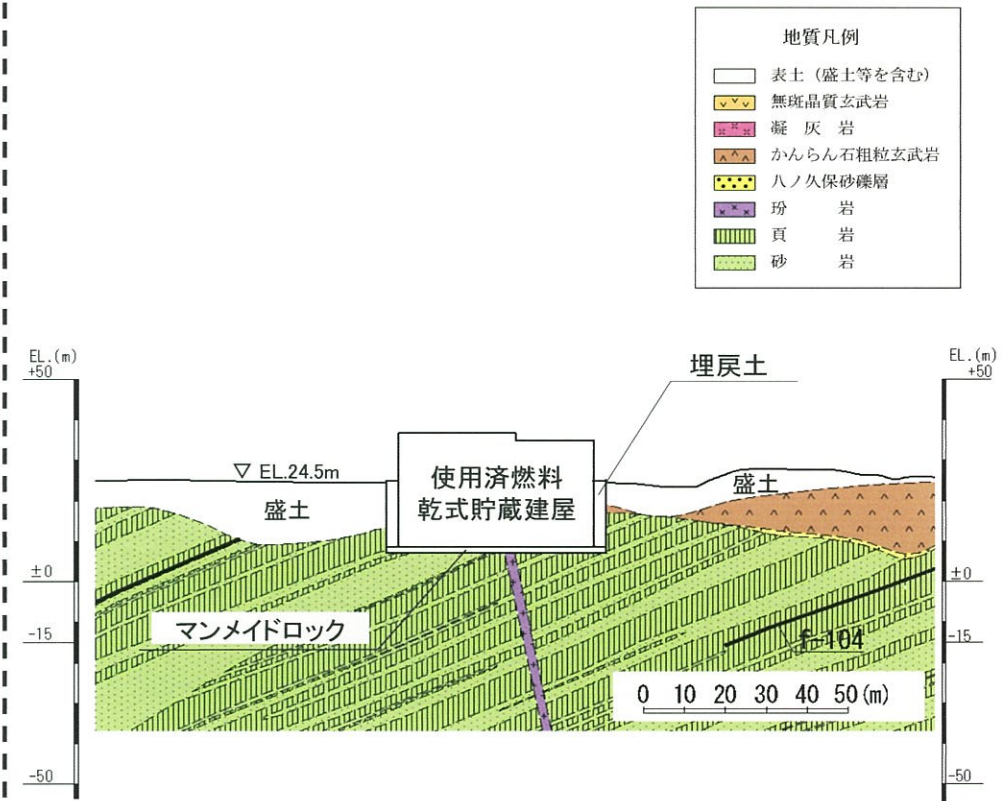 地質凡例
表土（盛土等を含む）
無斑晶質玄武岩
凝 灰 岩
かんらん石粗粒玄武岩
八ノ久保砂礫層
玢 岩
頁 岩
砂 岩
EL.(m)
+50
EL.(m)
+50
埋戻土
▽ EL.24.5m
盛土
使用済燃料
乾式貯蔵建屋
盛土
±0
±0
マンメイドロック
f-104
-15
-15
0 10 20 30 40 50(m)
-50
-50